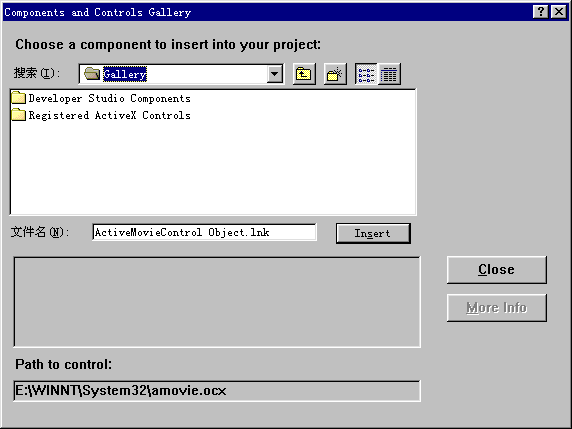 Components and Controls Gallery
Choose a component to insert into your project:
搜索(I): Gallery
Developer Studio Components
Registered ActiveX Controls
文件名(N): ActiveMovieControl Object.lnk Insert
Close
More Info
Path to control:
E:\WINNT\System32\amovie.ocx